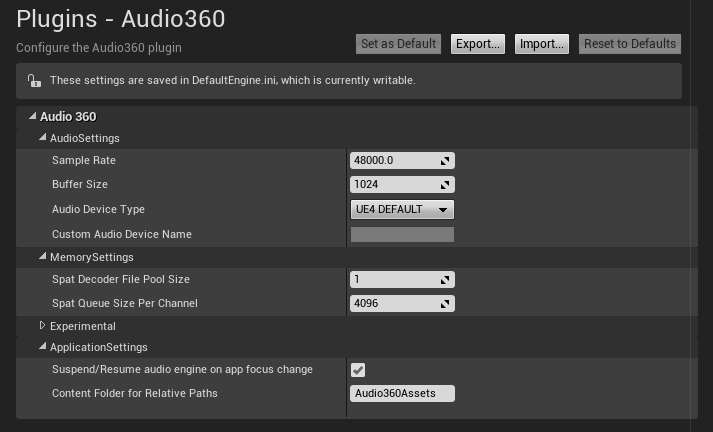 Plugins - Audio360
Configure the Audio360 plugin
Set as Default Export... Import... Reset to Defaults
These settings are saved in DefaultEngine.ini, which is currently writable.
Audio 360
AudioSettings
Sample Rate 48000.0
Buffer Size 1024
Audio Device Type UE4 DEFAULT
Custom Audio Device Name
MemorySettings
Spat Decoder File Pool Size 1
Spat Queue Size Per Channel 4096
Experimental
ApplicationSettings
Suspend/Resume audio engine on app focus change
Content Folder for Relative Paths Audio360Assets